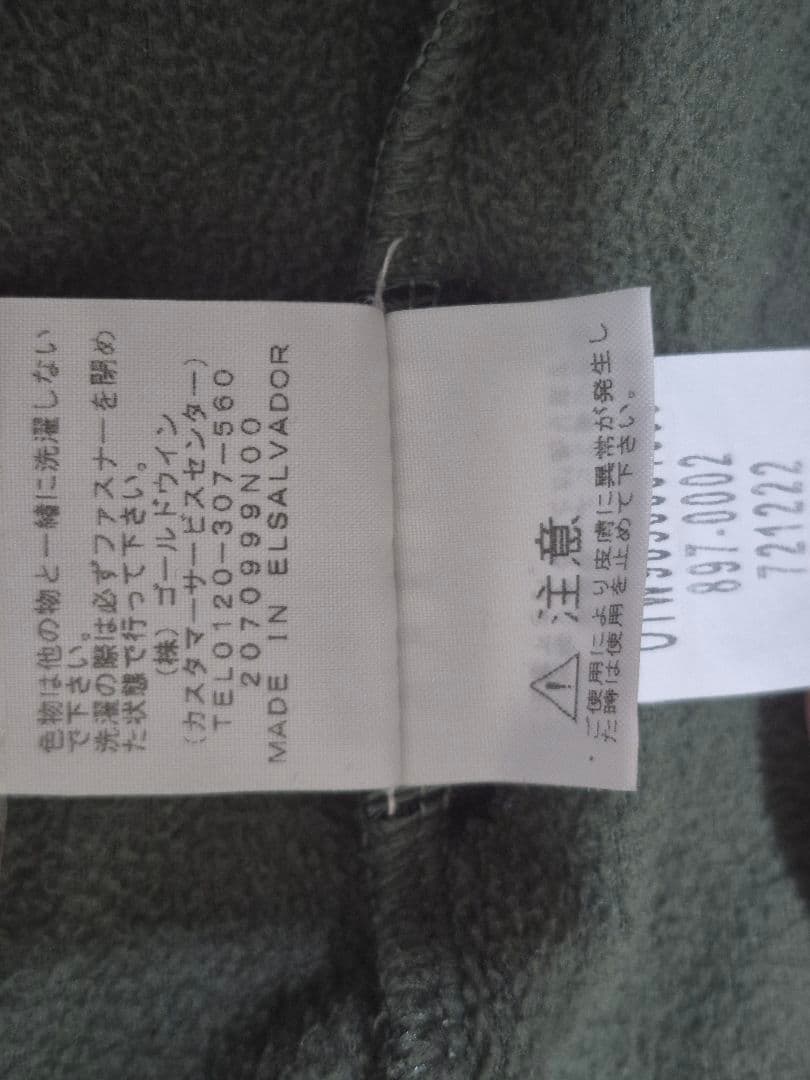 色物は他の物と一緒に洗濯しない
で下さい。
洗濯の際は必ずファスナーを閉め
た状態で行って下さい。
(株)ゴールドウイン
(カスタマーサービスセンター)
TEL0120-307-560
2070999N00
MADE IN ELSALVADOR
注意
・ご使用により皮膚に異常が発生し
た時は使用を止めて下さい。
897-0002
721222